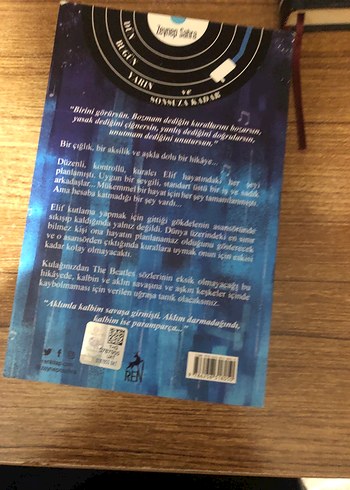 Zeynep Sahra
DÜN BUGÜN YARIN ve SONSUZA KADAR
"Birini görürsün. Bozmam dediğin kurallarını bozarsın,
yasak dediğini çiğnersin, yanlış dediğini doğrularsın,
unutmam dediğini unutursun."
Bir çığlık, bir aksilik ve aşkla dolu bir hikâye...
Düzenli, kontrollü, kuralcı Elif hayatındaki her şeyi
planlamıştı. Uygun bir sevgili, standart üstü bir iş ve sadık
arkadaşlar... Mükemmel bir hayat için her şey tamamlanmıştı.
Ama hesaba katmadığı bir şey vardı...
Elif kutlama yapmak için gittiği gökdelenin asansöründe
sıkışıp kaldığında yalnız değildi. Dünya üzerindeki en sınır
bilmez kişi ona hayatın planlanamaz olduğunu gösterecek
ve o asansörden çıktığında kurallara uymak onun için eskisi
kadar kolay olmayacaktı.
Kulağınızdan The Beatles sözlerinin eksik olmayacağı bu
hikâyede, kalbin ve aklın savaşına ve aşkın keşkeler içinde
kaybolmaması için verilen uğraşa tanık olacaksınız.
"Aklımla kalbim savaşa girmişti. Aklım darmadağındı,
kalbim ise paramparça..."
REN